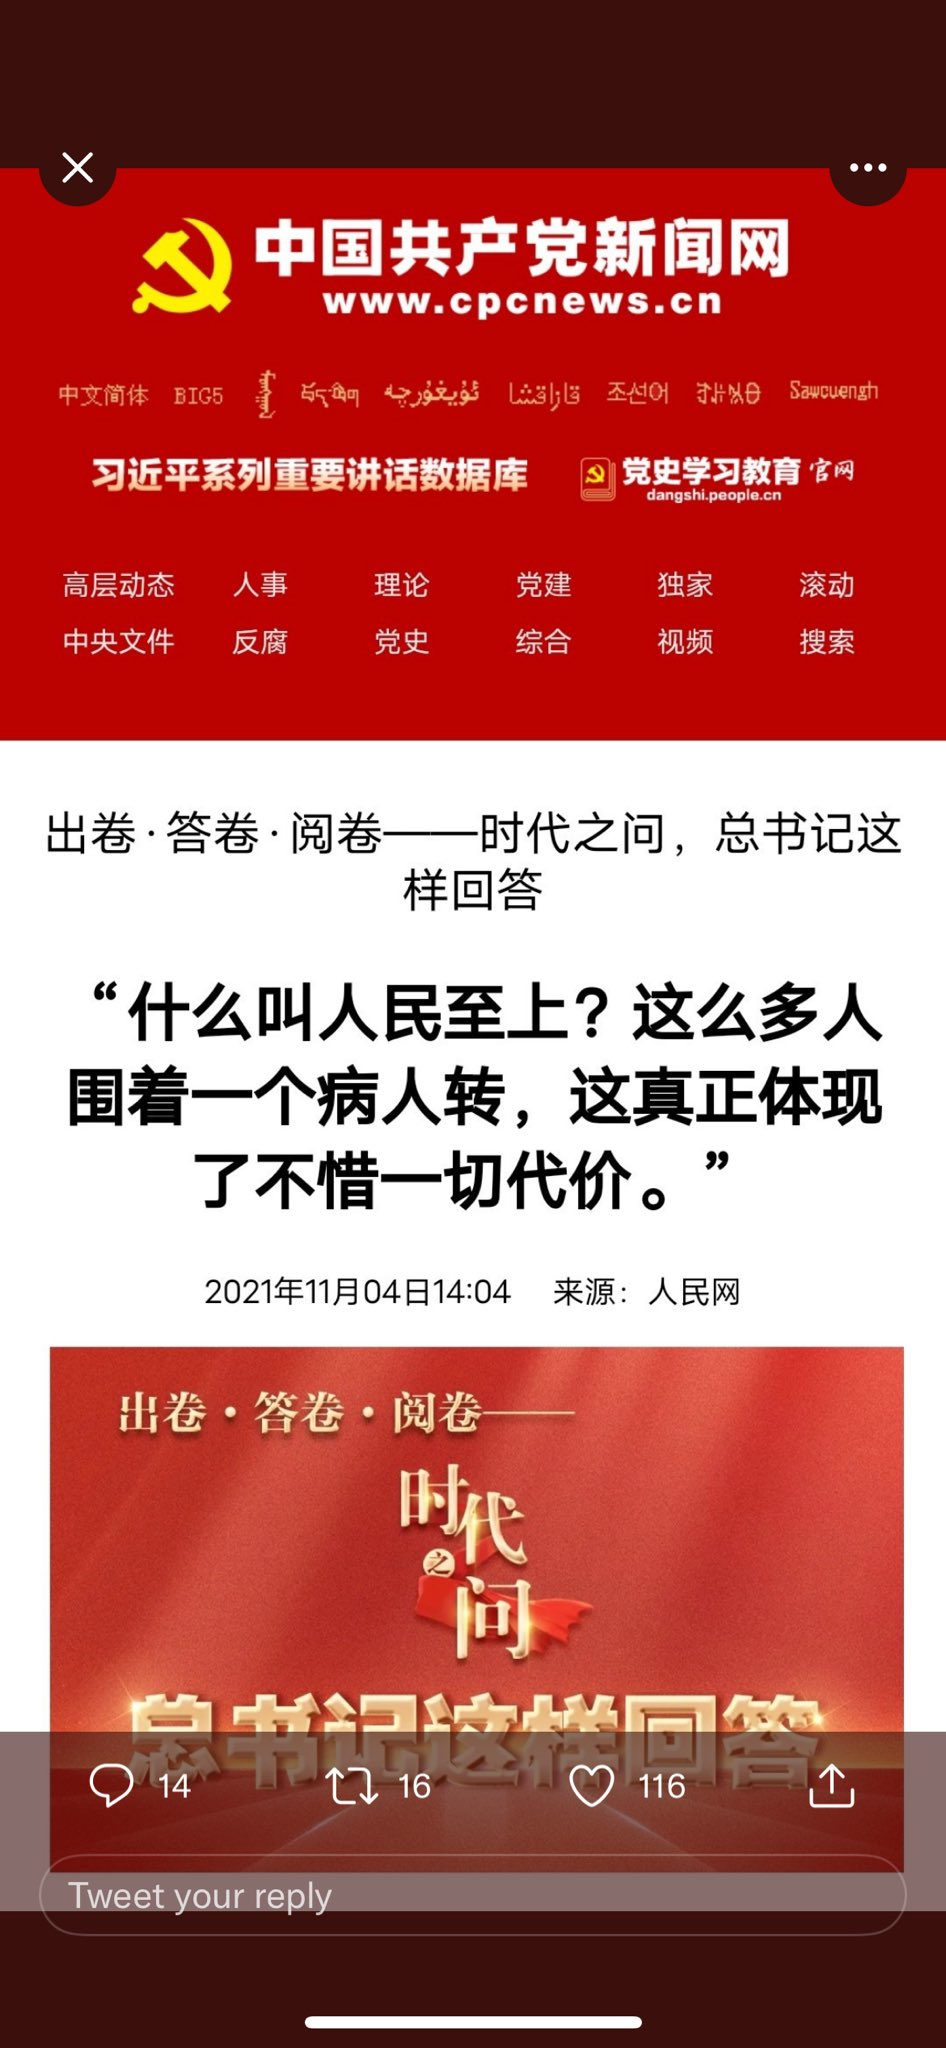 中国共产党新闻网
www.cpcnews.cn
中文简体 BIG5 ئۇيغۇرچە قازاقشا 조선어 Sawcuengh
习近平系列重要讲话数据库 党史学习教育 官网
dangshi.people.cn
高层动态 人事 理论 党建 独家 滚动
中央文件 反腐 党史 综合 视频 搜索
出卷·答卷·阅卷——时代之问，总书记这
样回答
“什么叫人民至上？这么多人
围着一个病人转，这真正体现
了不惜一切代价。”
2021年11月04日14:04 来源：人民网
出卷·答卷·阅卷——
时代
之
问
总书记这样回答
14 16 116
Tweet your reply